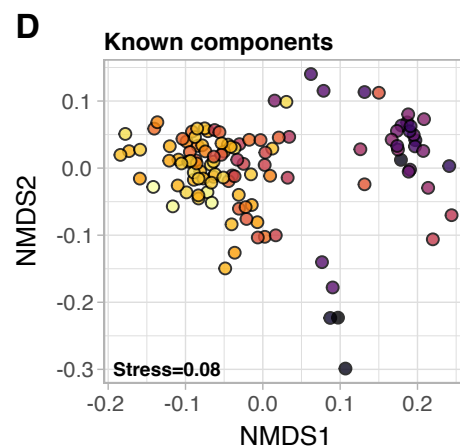 D
Known components
0.1
0.0
-0.1
-0.2
-0.3
NMDS2
Stress=0.08
-0.2 -0.1 0.0 0.1 0.2
NMDS1